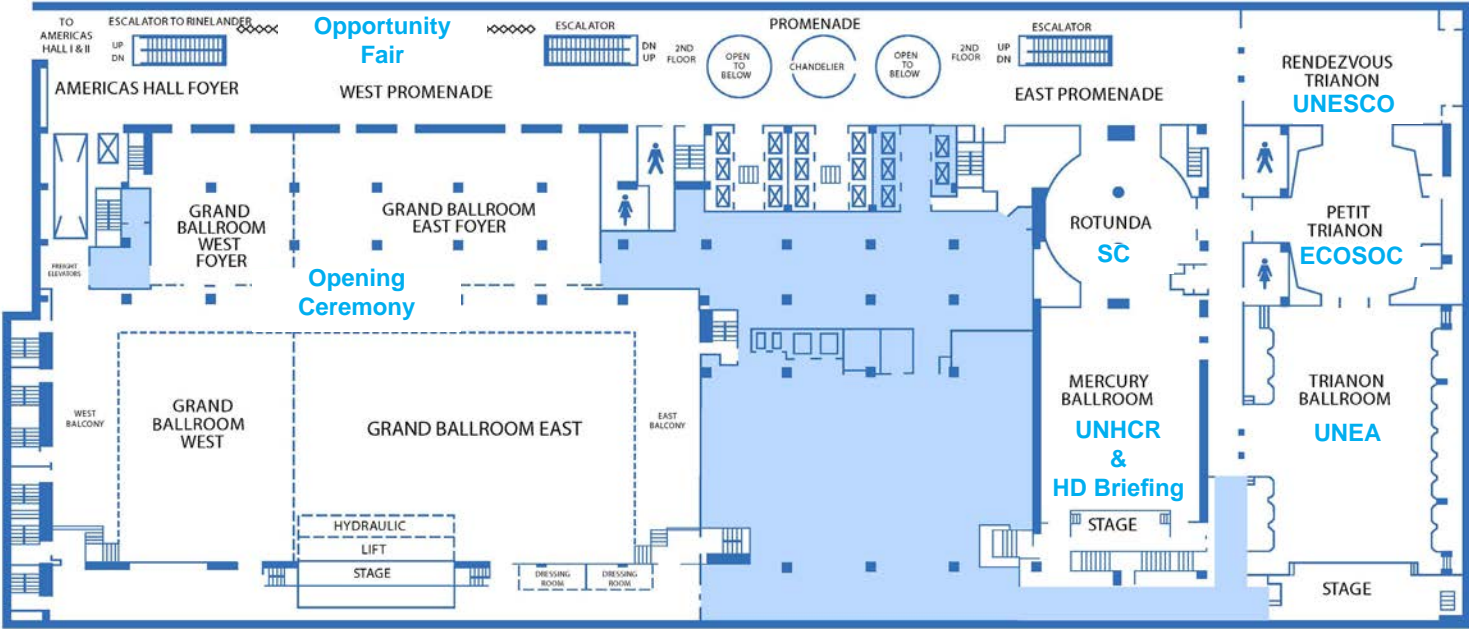 TO
AMERICAS
HALL I & II
ESCALATOR TO RINELANDER
UP
DN
Opportunity
Fair
ESCALATOR
DN
UP
2ND
FLOOR
PROMENADE
OPEN
TO
BELOW
CHANDELIER
OPEN
TO
BELOW
2ND
FLOOR
ESCALATOR
UP
DN
AMERICAS HALL FOYER
WEST PROMENADE
EAST PROMENADE
RENDEZVOUS
TRIANON
UNESCO
GRAND
BALLROOM
WEST
FOYER
GRAND BALLROOM
EAST FOYER
FREIGHT
ELEVATORS
Opening
Ceremony
ROTUNDA
SC
PETIT
TRIANON
ECOSOC
WEST
BALCONY
GRAND
BALLROOM
WEST
GRAND BALLROOM EAST
EAST
BALCONY
MERCURY
BALLROOM
UNHCR
&
HD Briefing
TRIANON
BALLROOM
UNEA
HYDRAULIC
LIFT
STAGE
DRESSING
ROOM
DRESSING
ROOM
STAGE
STAGE